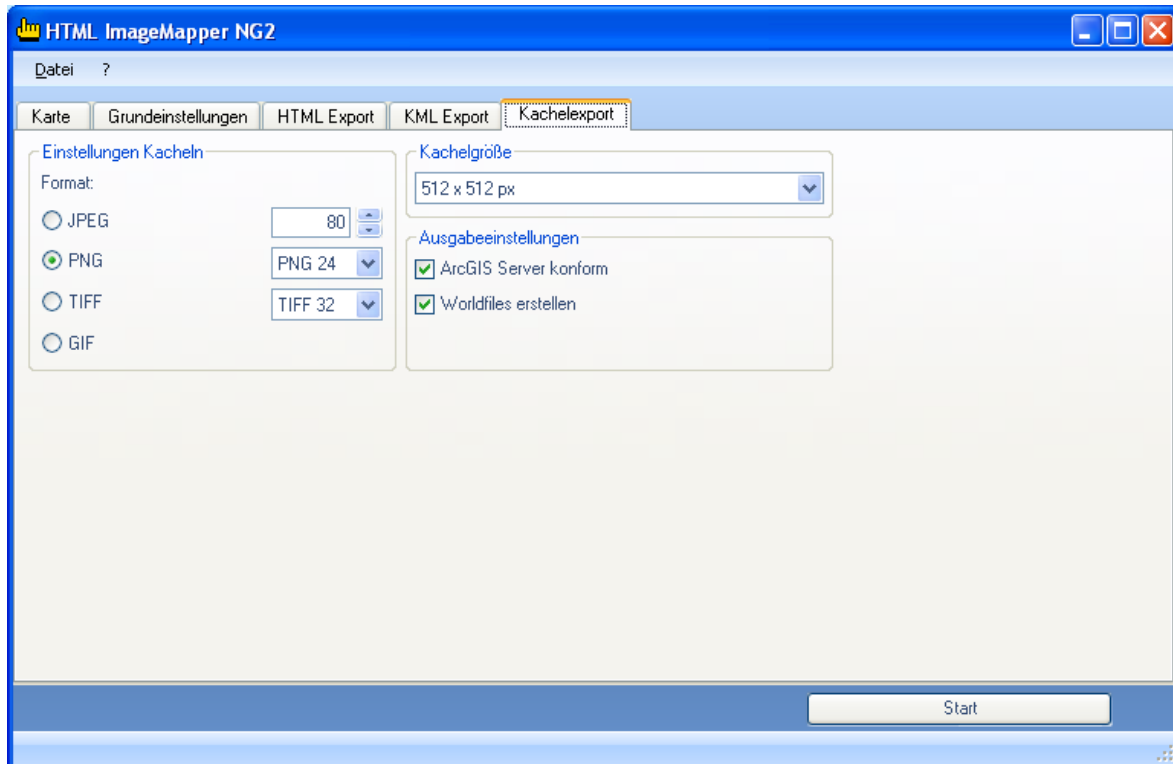 HTML ImageMapper NG2
Datei ?
Karte Grundeinstellungen HTML Export KML Export Kachelexport
Einstellungen Kacheln
Format:
JPEG 80
PNG PNG 24
TIFF TIFF 32
GIF
Kachelgröße
512 x 512 px
Ausgabeeinstellungen
ArcGIS Server konform
Worldfiles erstellen
Start